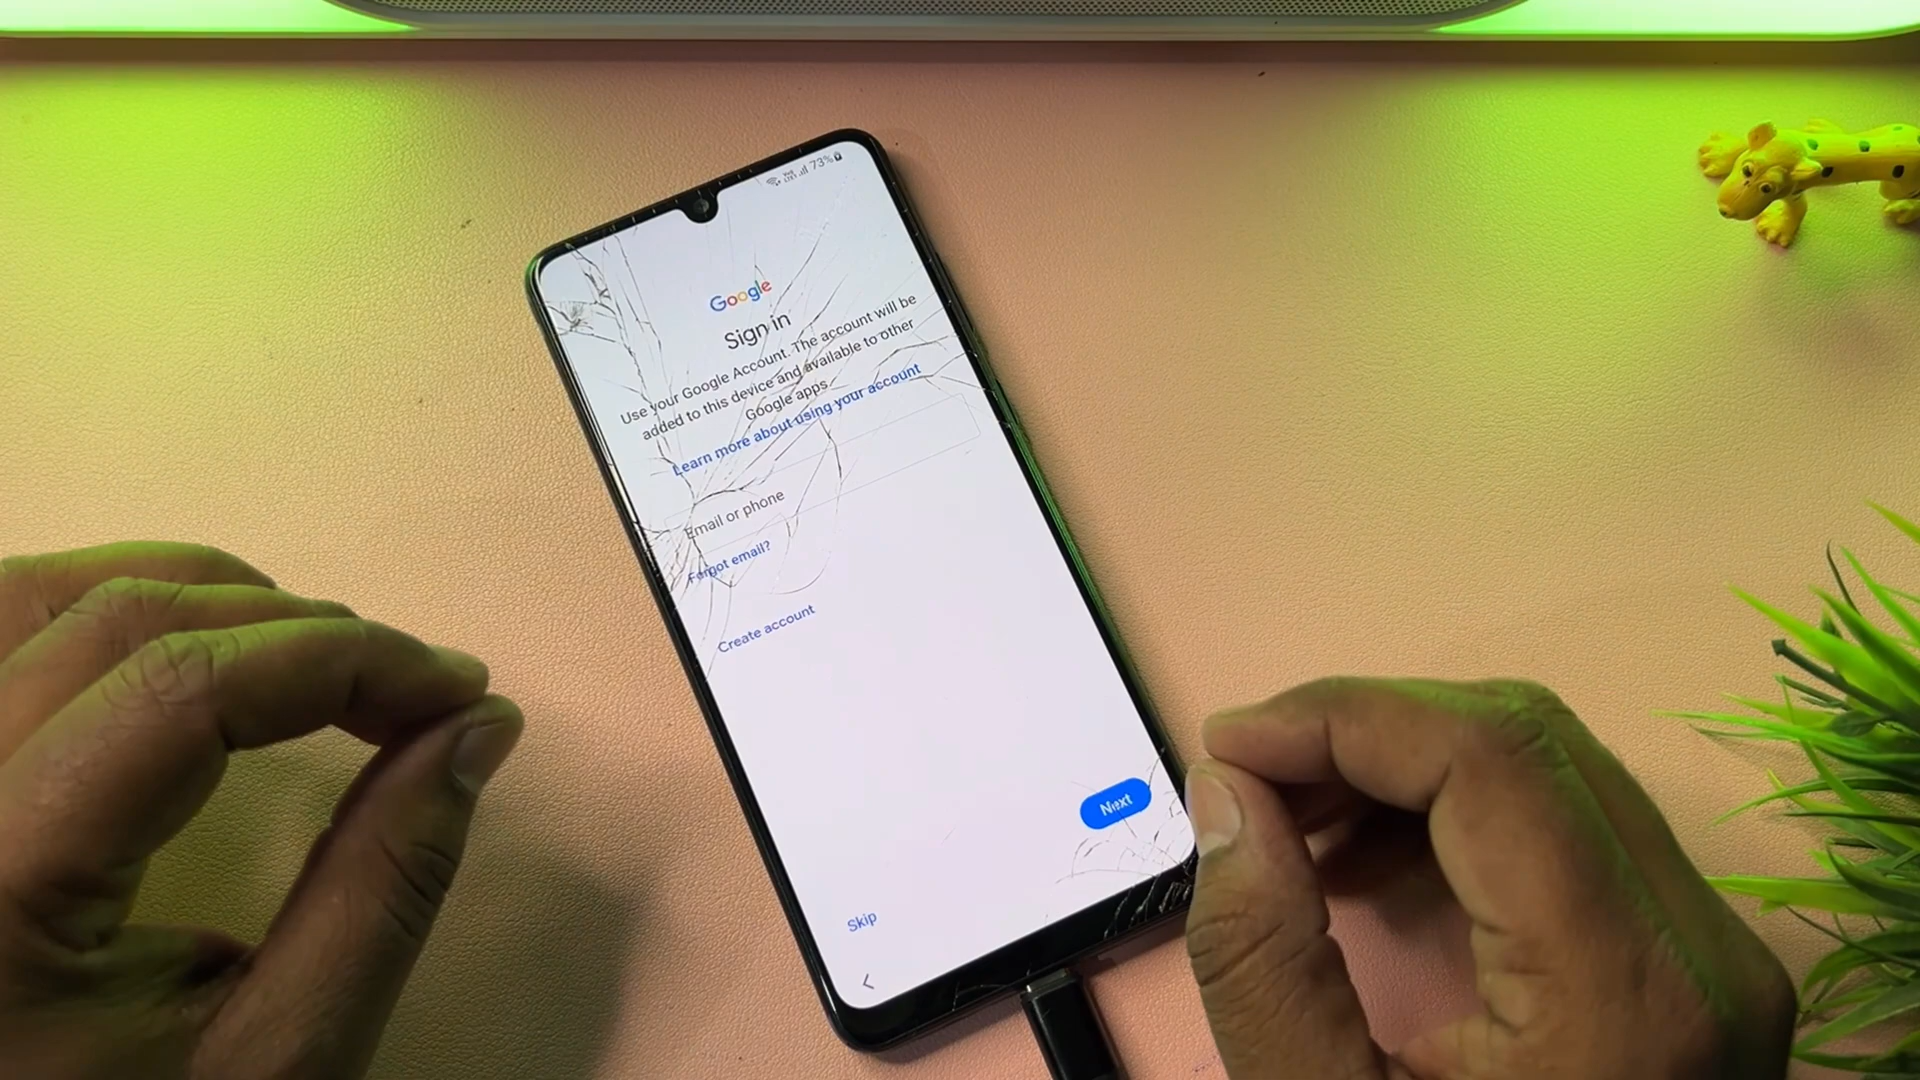 73%
Google
Sign in
Use your Google Account. The account will be
added to this device and available to other
Google apps
Learn more about using your account
Email or phone
Forgot email?
Create account
Next
Skip